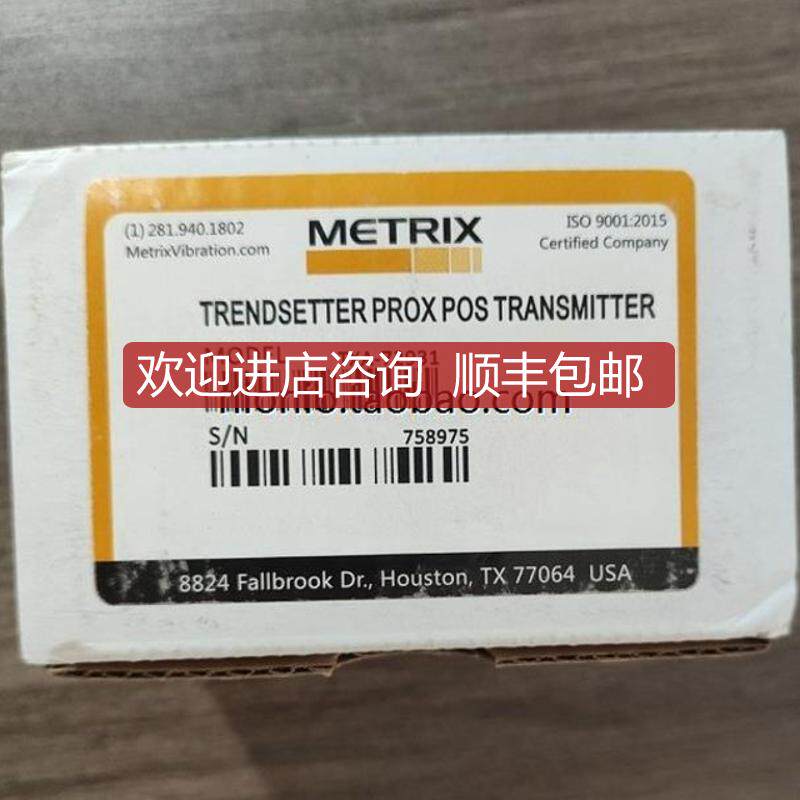 (1) 281.940.1802
MetrixVibration.com
METRIX
ISO 9001:2015
Certified Company
TRENDSETTER PROX POS TRANSMITTER
MODEL
欢迎进店咨询 顺丰包邮
S/N 758975
8824 Fallbrook Dr., Houston, TX 77064 USA